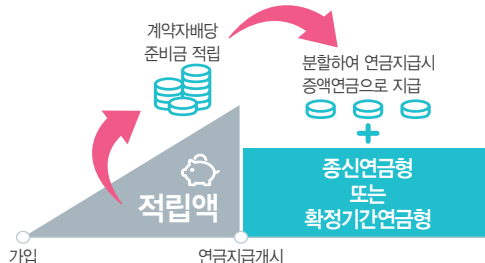 계약자배당
준비금 적립
분할하여 연금지급시
증액연금으로 지급
종신연금형
또는
확정기간연금형
적립액
가입
연금지급개시